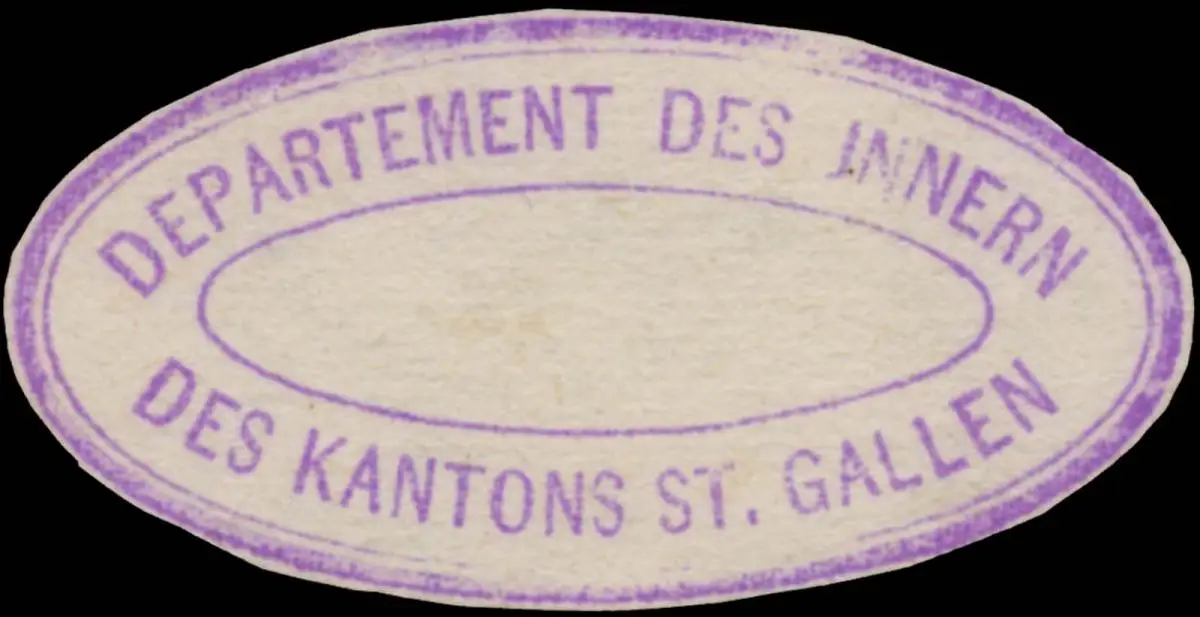 DEPARTEMENT DES INNERN
DES KANTONS ST. GALLEN